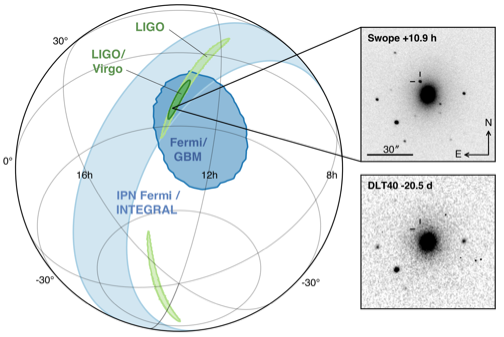 LIGO
LIGO/
Virgo
30°
Fermi/
GBM
0°
16h
12h
8h
IPN Fermi /
INTEGRAL
-30°
-30°
Swope +10.9 h
30"
N
E
DLT40 -20.5 d